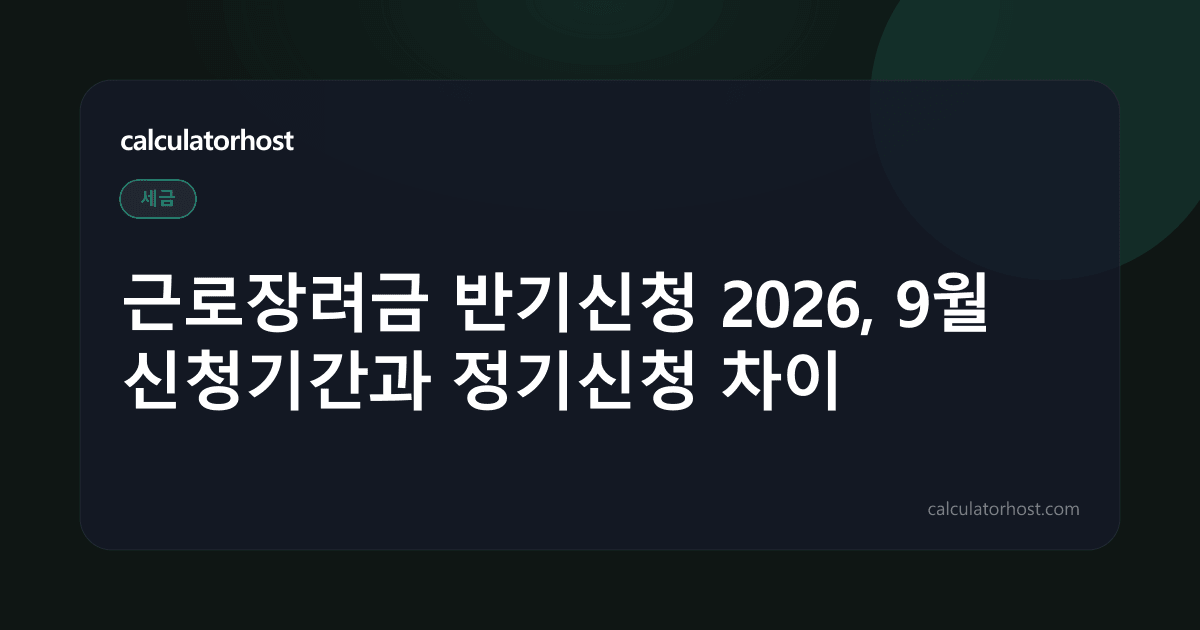 calculatorhost
세금
근로장려금 반기신청 2026, 9월
신청기간과 정기신청 차이
calculatorhost.com